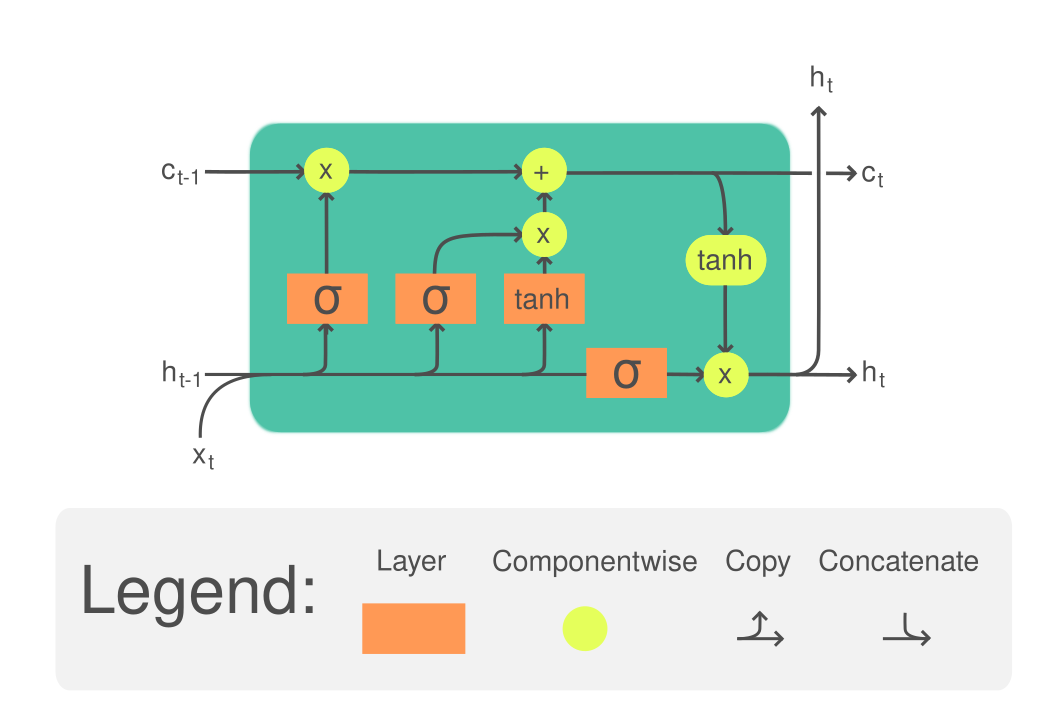 h_t
c_{t-1}
x
+
c_t
x
tanh
σ
σ
tanh
h_{t-1}
σ
x
h_t
x_t
Legend:
Layer
Componentwise
Copy
Concatenate